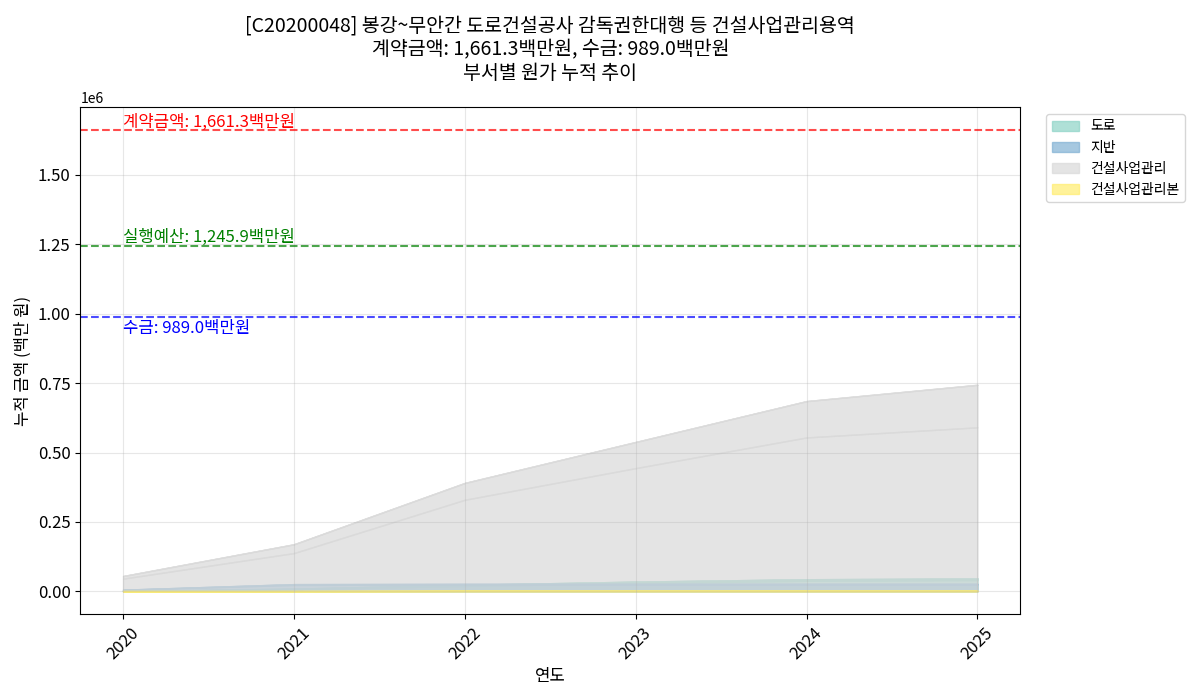 [C20200048] 봉강~무안간 도로건설공사 감독권한대행 등 건설사업관리용역
계약금액: 1,661.3백만원, 수금: 989.0백만원
부서별 원가 누적 추이
1e6
계약금액: 1,661.3백만원
실행예산: 1,245.9백만원
수금: 989.0백만원
1.50
1.25
1.00
0.75
0.50
0.25
0.00
누적 금액 (백만 원)
2020
2021
2022
2023
2024
2025
연도
도로
지반
건설사업관리
건설사업관리본